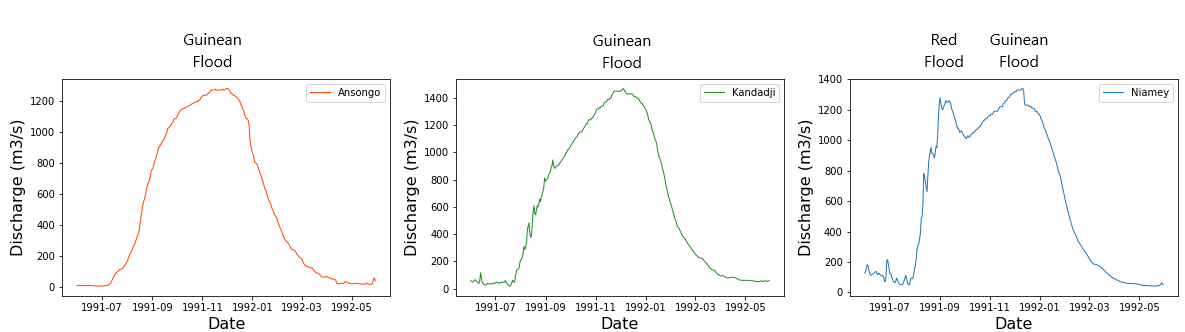 Guinean
Flood
Ansongo
Discharge (m3/s)
1200
1000
800
600
400
200
0
1991-07 1991-09 1991-11 1992-01 1992-03 1992-05
Date
Guinean
Flood
Kandadji
Discharge (m3/s)
1400
1200
1000
800
600
400
200
0
1991-07 1991-09 1991-11 1992-01 1992-03 1992-05
Date
Red Guinean
Flood Flood
Niamey
Discharge (m3/s)
1400
1200
1000
800
600
400
200
0
1991-07 1991-09 1991-11 1992-01 1992-03 1992-05
Date